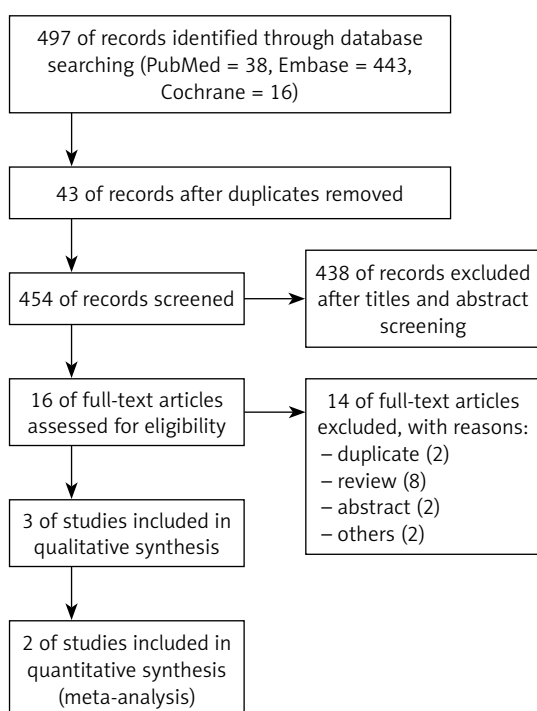 497 of records identified through database
searching (PubMed = 38, Embase = 443,
Cochrane = 16)
43 of records after duplicates removed
454 of records screened
438 of records excluded
after titles and abstract
screening
16 of full-text articles
assessed for eligibility
14 of full-text articles
excluded, with reasons:
– duplicate (2)
– review (8)
– abstract (2)
– others (2)
3 of studies included in
qualitative synthesis
2 of studies included in
quantitative synthesis
(meta-analysis)